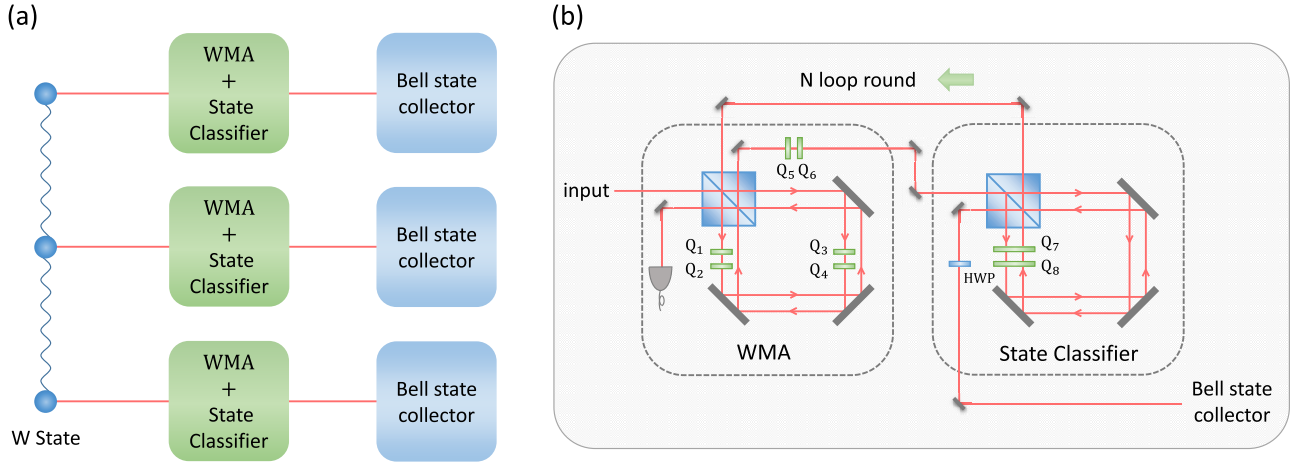 (a)
WMA
+
State
Classifier
Bell state
collector
WMA
+
State
Classifier
Bell state
collector
WMA
+
State
Classifier
Bell state
collector
W State
(b)
N loop round
Q₅ Q₆
input
Q₁
Q₂
Q₃
Q₄
WMA
Q₇
Q₈
HWP
State Classifier
Bell state
collector